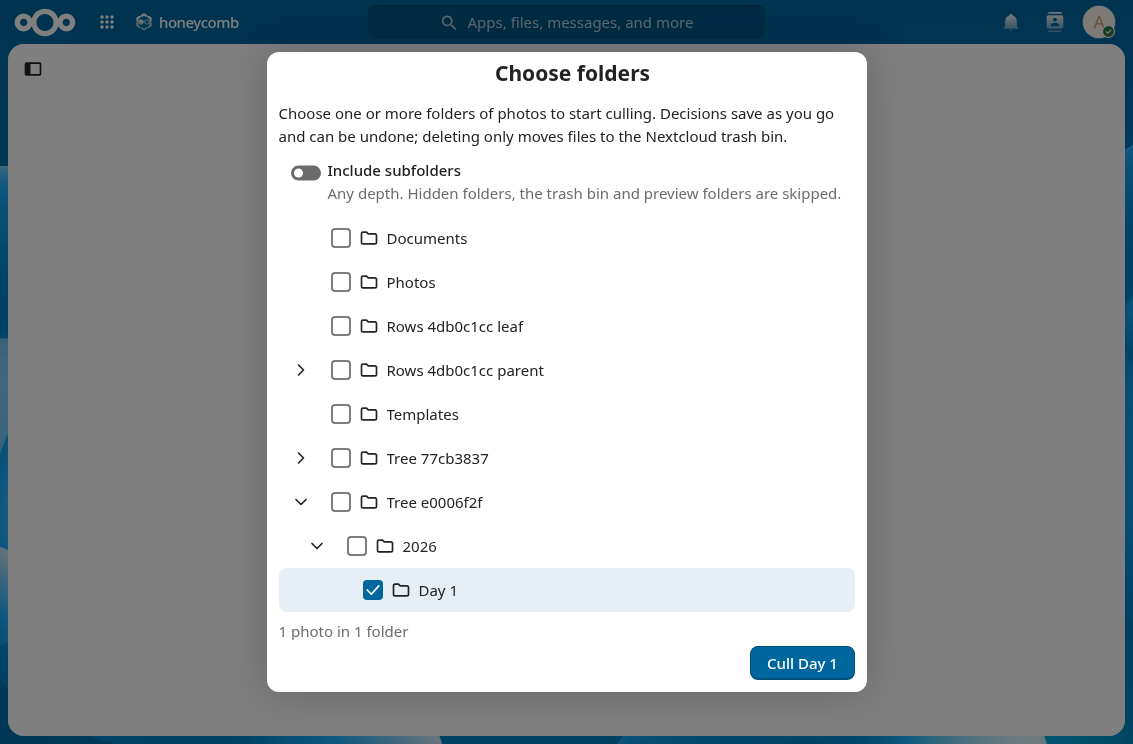 honeycomb
Apps, files, messages, and more
A
Choose folders
Choose one or more folders of photos to start culling. Decisions save as you go
and can be undone; deleting only moves files to the Nextcloud trash bin.
Include subfolders
Any depth. Hidden folders, the trash bin and preview folders are skipped.
Documents
Photos
Rows 4db0c1cc leaf
Rows 4db0c1cc parent
Templates
Tree 77cb3837
Tree e0006f2f
2026
Day 1
1 photo in 1 folder
Cull Day 1